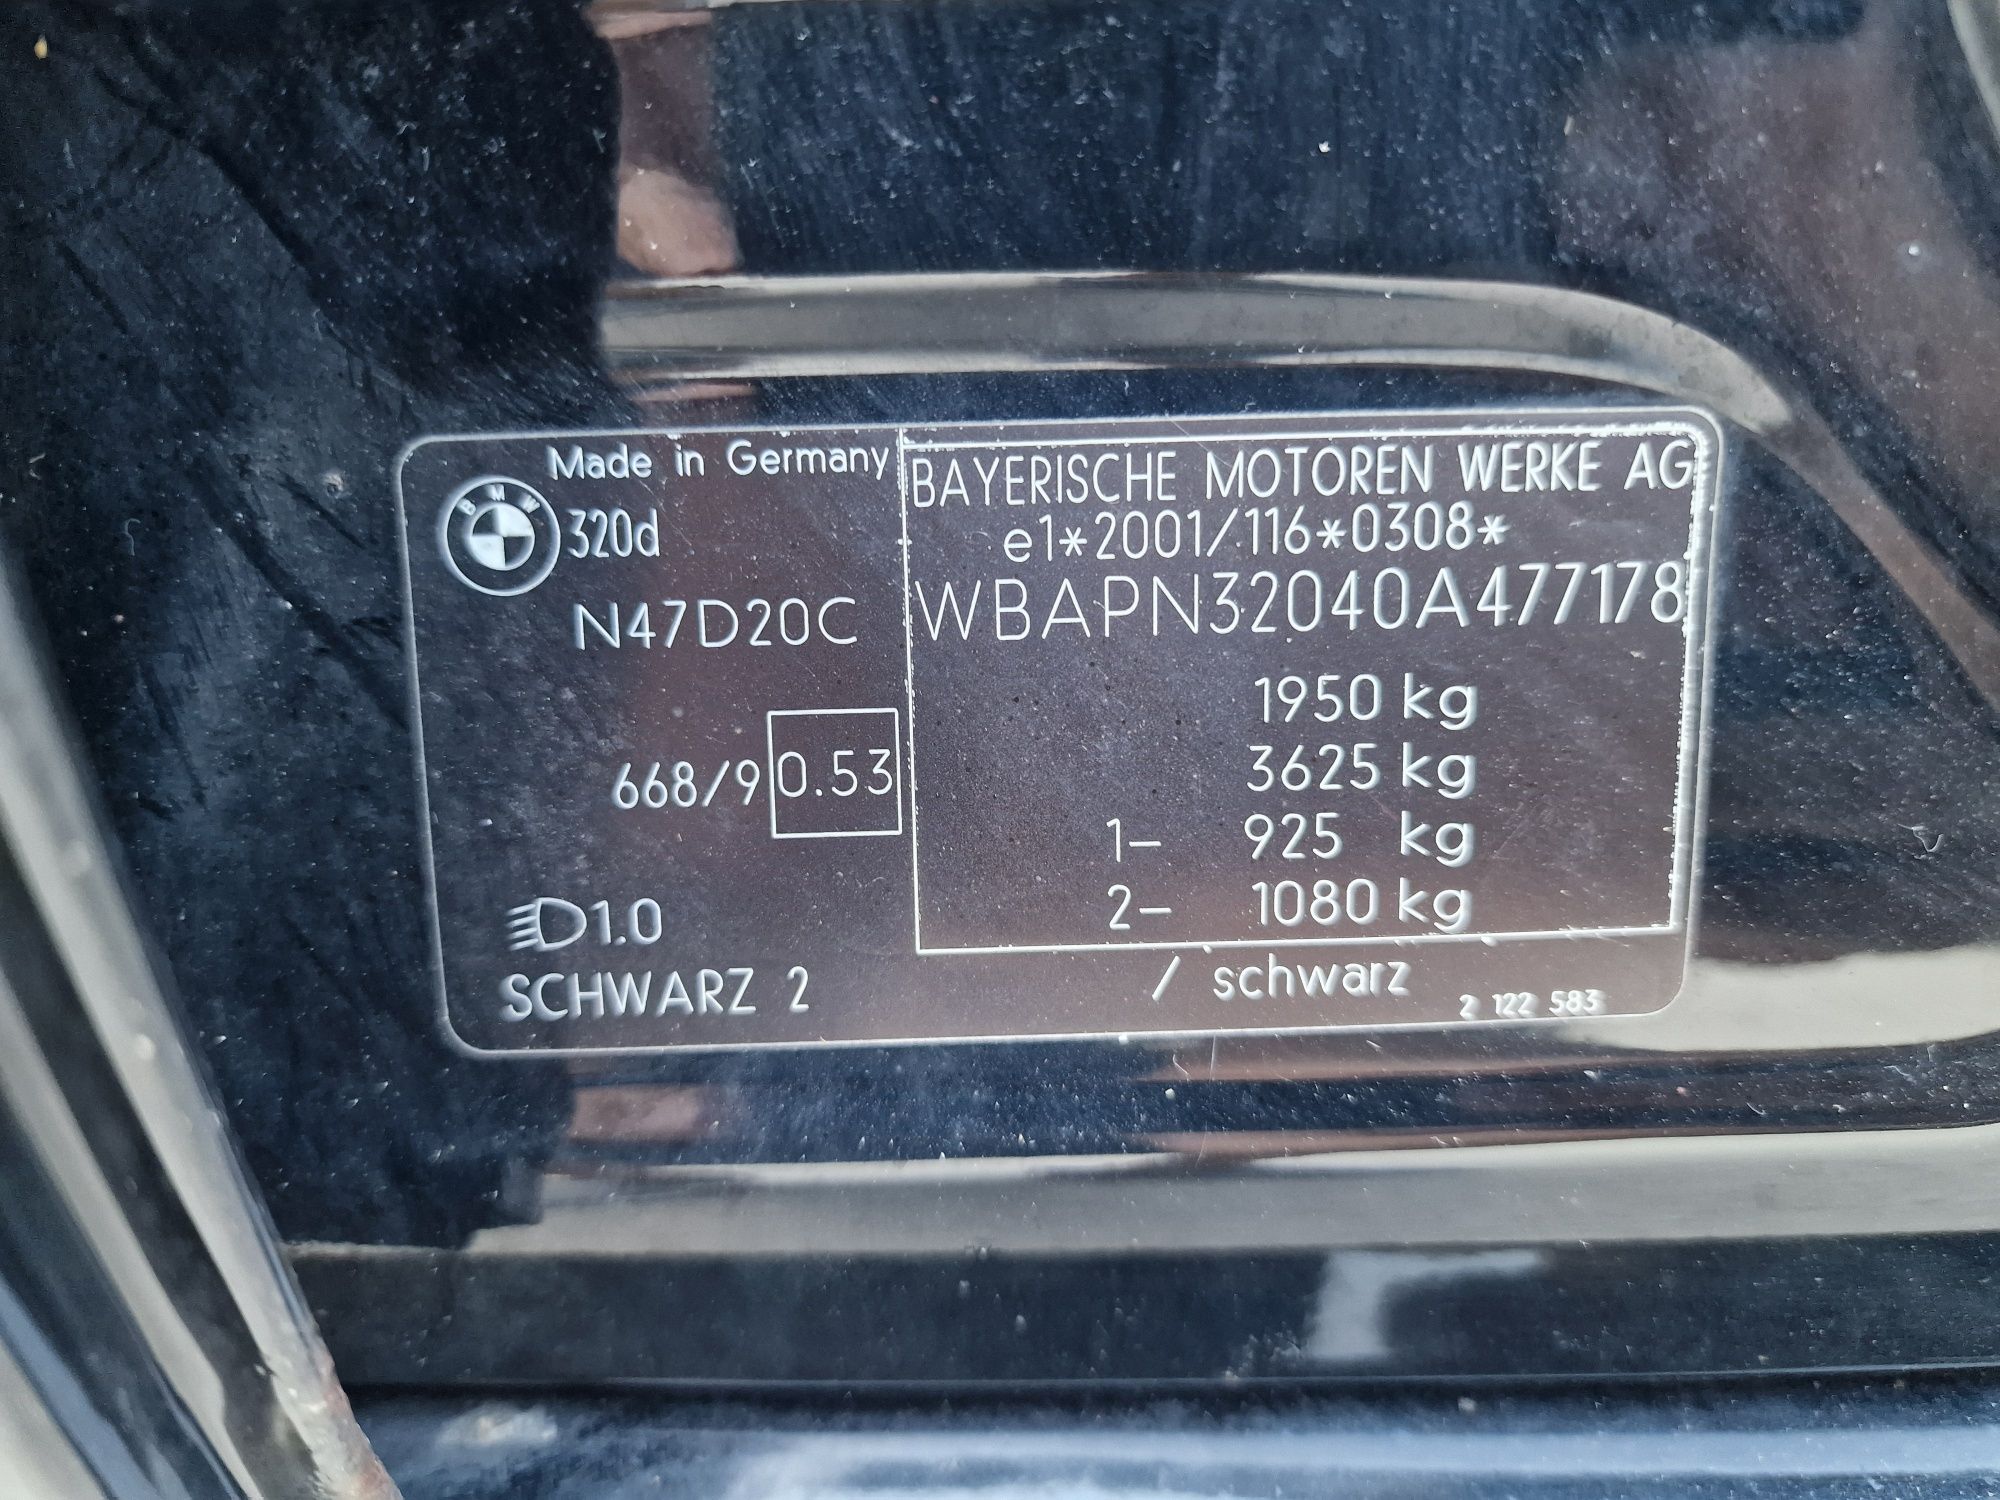 Made in Germany
BMW
320d
N47D20C
668/9 0.53
1.0
SCHWARZ 2
BAYERISCHE MOTOREN WERKE AG
e1*2001/116*0308*
WBAPN32040A477178
1950 kg
3625 kg
1– 925 kg
2– 1080 kg
/ schwarz
2 122 583